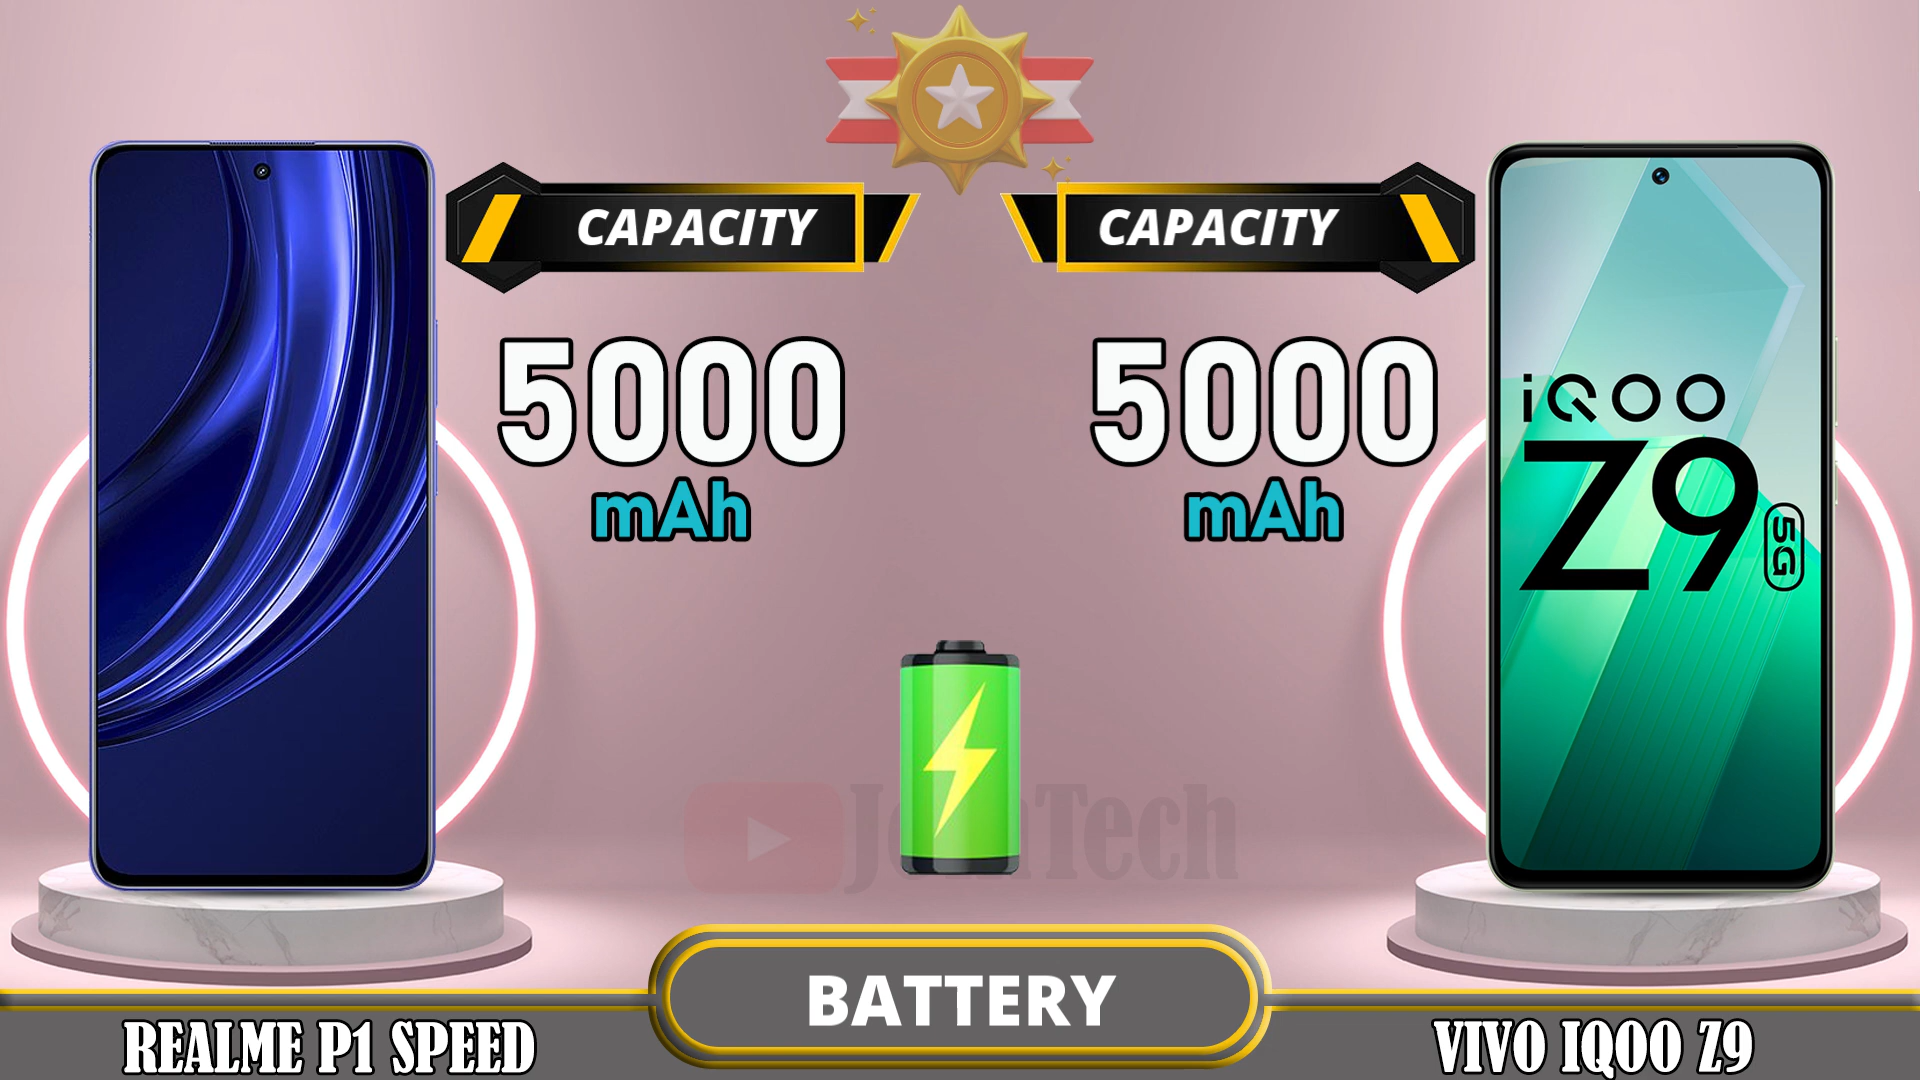 CAPACITY
CAPACITY
5000
mAh
5000
mAh
iQOO
Z9
5G
BATTERY
REALME P1 SPEED
VIVO IQOO Z9